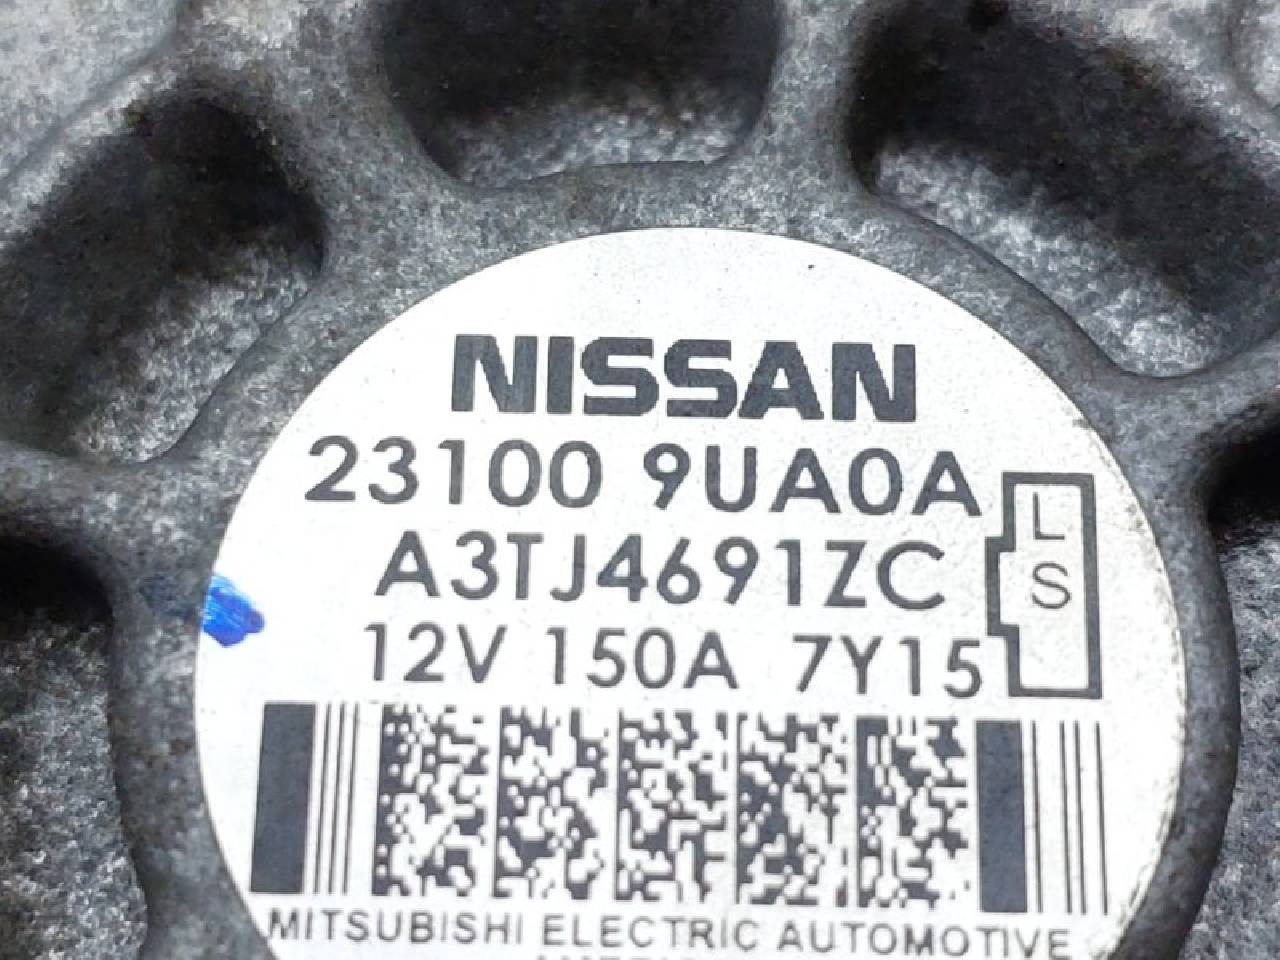 NISSAN
23100 9UA0A
A3TJ4691ZC
L
S
12V 150A 7Y15
MITSUBISHI ELECTRIC AUTOMOTIVE